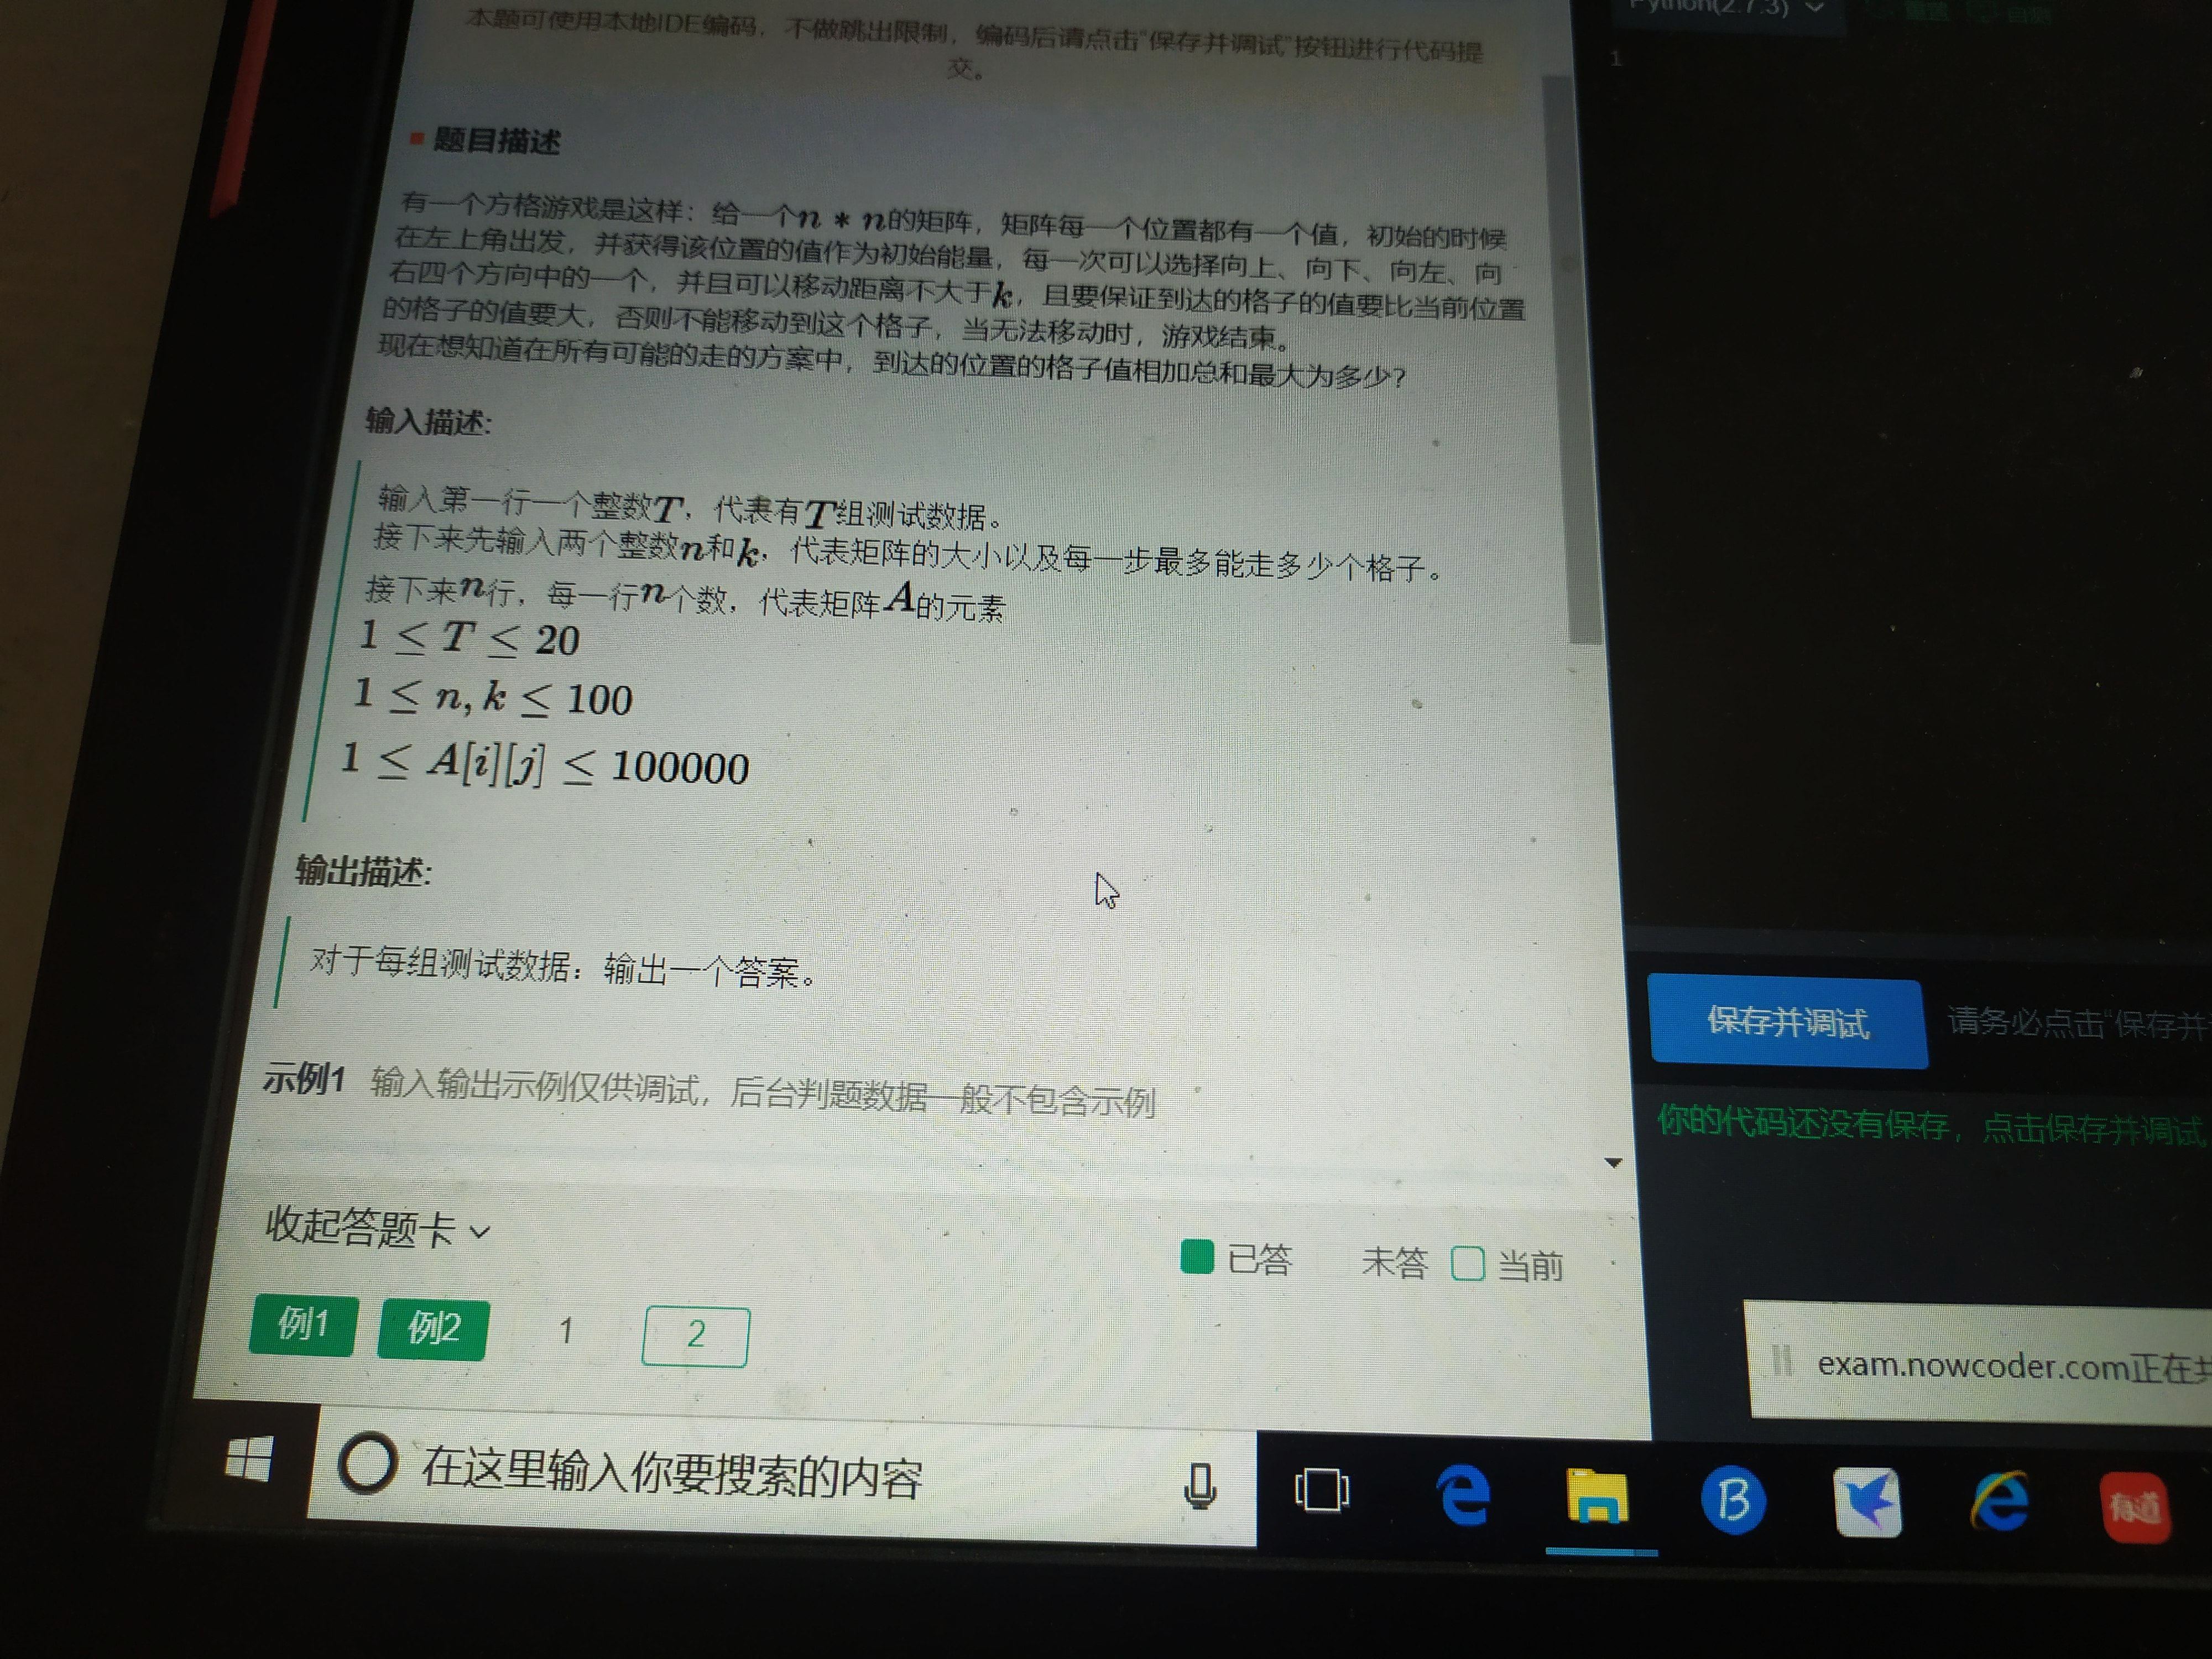 本题可使用本地IDE编码，不做跳出限制，编码后请点击“保存并调试”按钮进行代码提
交。
题目描述
有一个方格游戏是这样：给一个n * n的矩阵，矩阵每一个位置都有一个值，初始的时候
在左上角出发，并获得该位置的值作为初始能量，每一次可以选择向上、向下、向左、向
右四个方向中的一个，并且可以移动距离不大于k，且要保证到达的格子的值要比当前位置
的格子的值要大，否则不能移动到这个格子，当无法移动时，游戏结束。
现在想知道在所有可能的走的方案中，到达的位置的格子值相加总和最大为多少？
输入描述:
输入第一行一个整数T，代表有T组测试数据。
接下来先输入两个整数n和k，代表矩阵的大小以及每一步最多能走多少个格子。
接下来n行，每一行n个数，代表矩阵A的元素
1 ≤ T ≤ 20
1 ≤ n, k ≤ 100
1 ≤ A[i][j] ≤ 100000
输出描述:
对于每组测试数据：输出一个答案。
示例1 输入输出示例仅供调试，后台判题数据一般不包含示例
收起答题卡
已答 未答 当前
例1 例2 1 2
Python(2.7.3) 重置 自测
1
保存并调试 请务必点击“保存并
你的代码还没有保存，点击保存并调试
exam.nowcoder.com正在共
在这里输入你要搜索的内容
有道